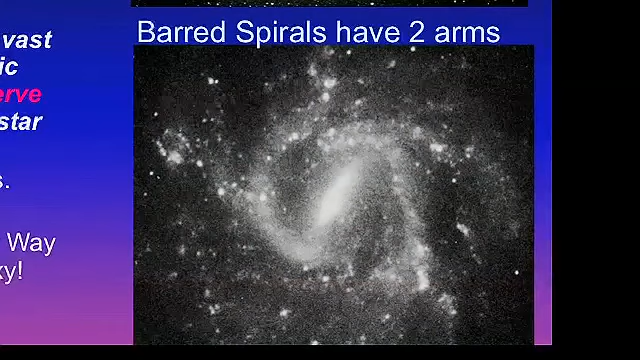 Barred Spirals have 2 arms
vast
ic
erve
star
s.
Way
xy!